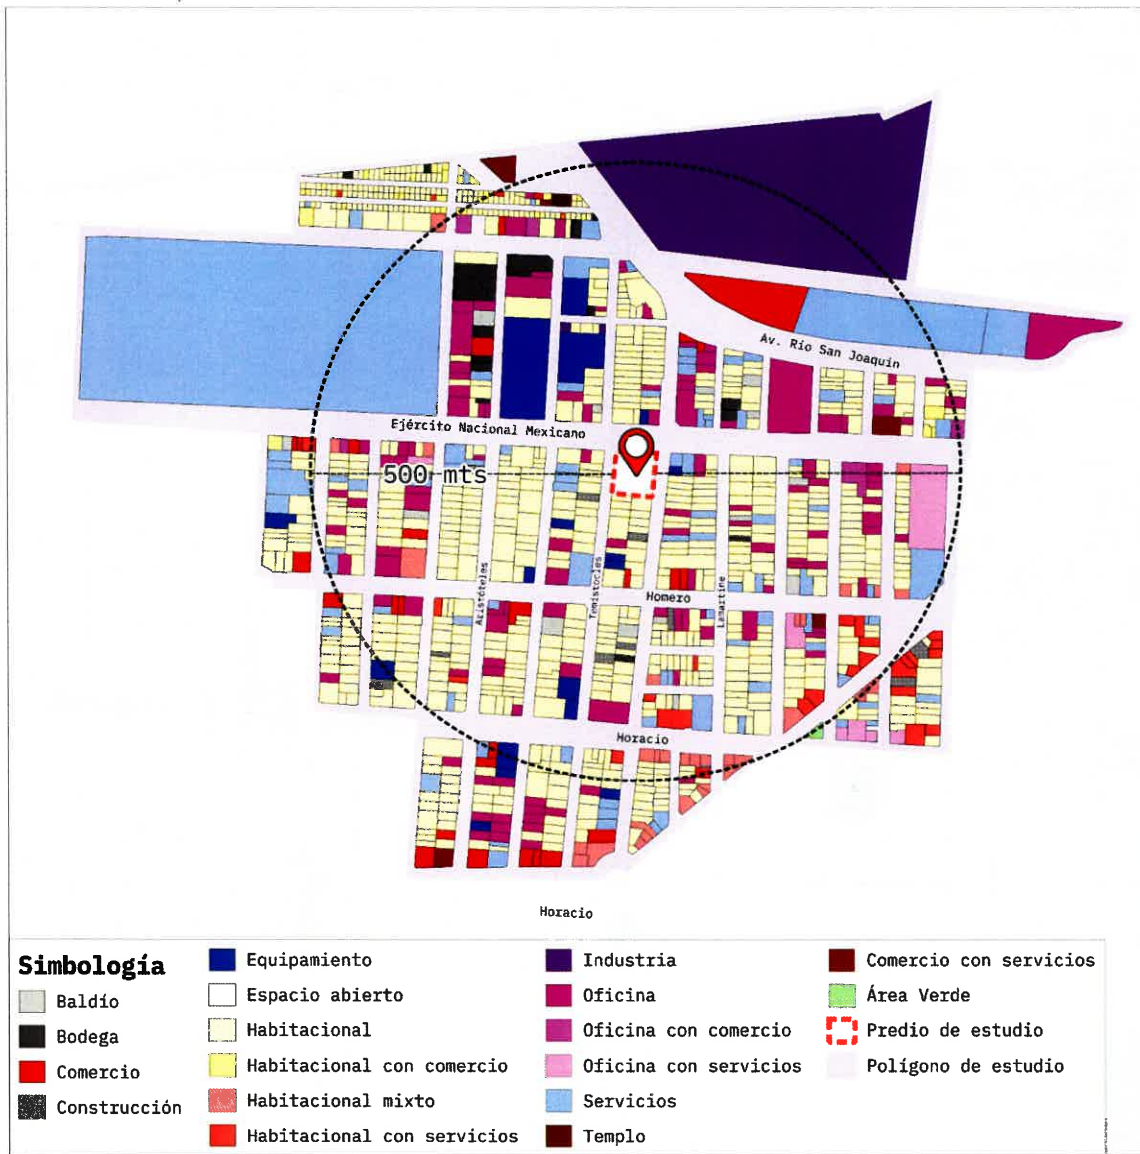 Av. Río San Joaquín
Ejército Nacional Mexicano
500 mts
Aristóteles
Temístocles
Lamartine
Homero
Horacio
Horacio
Simbología
Baldío
Bodega
Comercio
Construcción
Equipamiento
Espacio abierto
Habitacional
Habitacional con comercio
Habitacional mixto
Habitacional con servicios
Industria
Oficina
Oficina con comercio
Oficina con servicios
Servicios
Templo
Comercio con servicios
Área Verde
Predio de estudio
Polígono de estudio